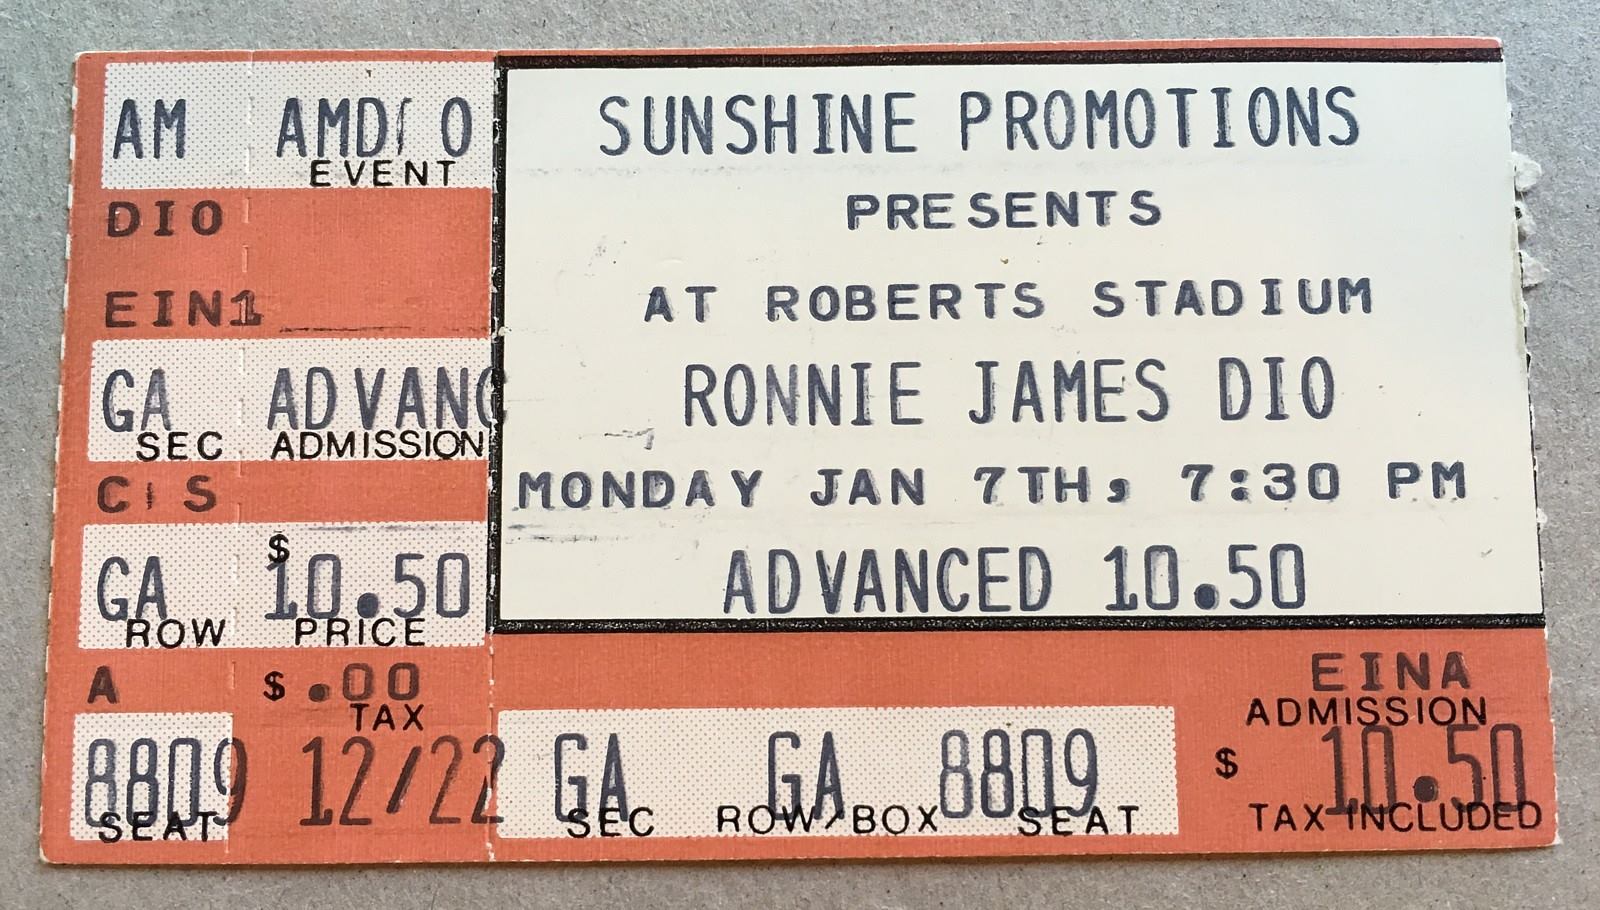 AM AMD
EVENT
DIO
EIN1
GA ADVANC
SEC ADMISSION
C S
GA $10.50
ROW PRICE
A $ .00
TAX
8809 12/22
SEAT
SUNSHINE PROMOTIONS
PRESENTS
AT ROBERTS STADIUM
RONNIE JAMES DIO
MONDAY JAN 7TH, 7:30 PM
ADVANCED 10.50
EINA
ADMISSION
GA GA 8809 $ 10.50
SEC ROW/BOX SEAT TAX INCLUDED